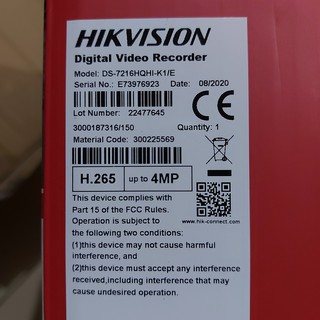 HIKVISION
Digital Video Recorder
Model: DS-7216HQHI-K1/E
Serial No.: E73976923 Date: 08/2020
Lot Number: 22477645
3000187316/150 Quantity: 1
Material Code: 300225569
H.265 up to 4MP
This device complies with
Part 15 of the FCC Rules.
Operation is subject to
the following two conditions:
(1)this device may not cause harmful
interference, and
(2)this device must accept any interference
received,including interference that may
cause undesired operation.
CE
www.hik-connect.com